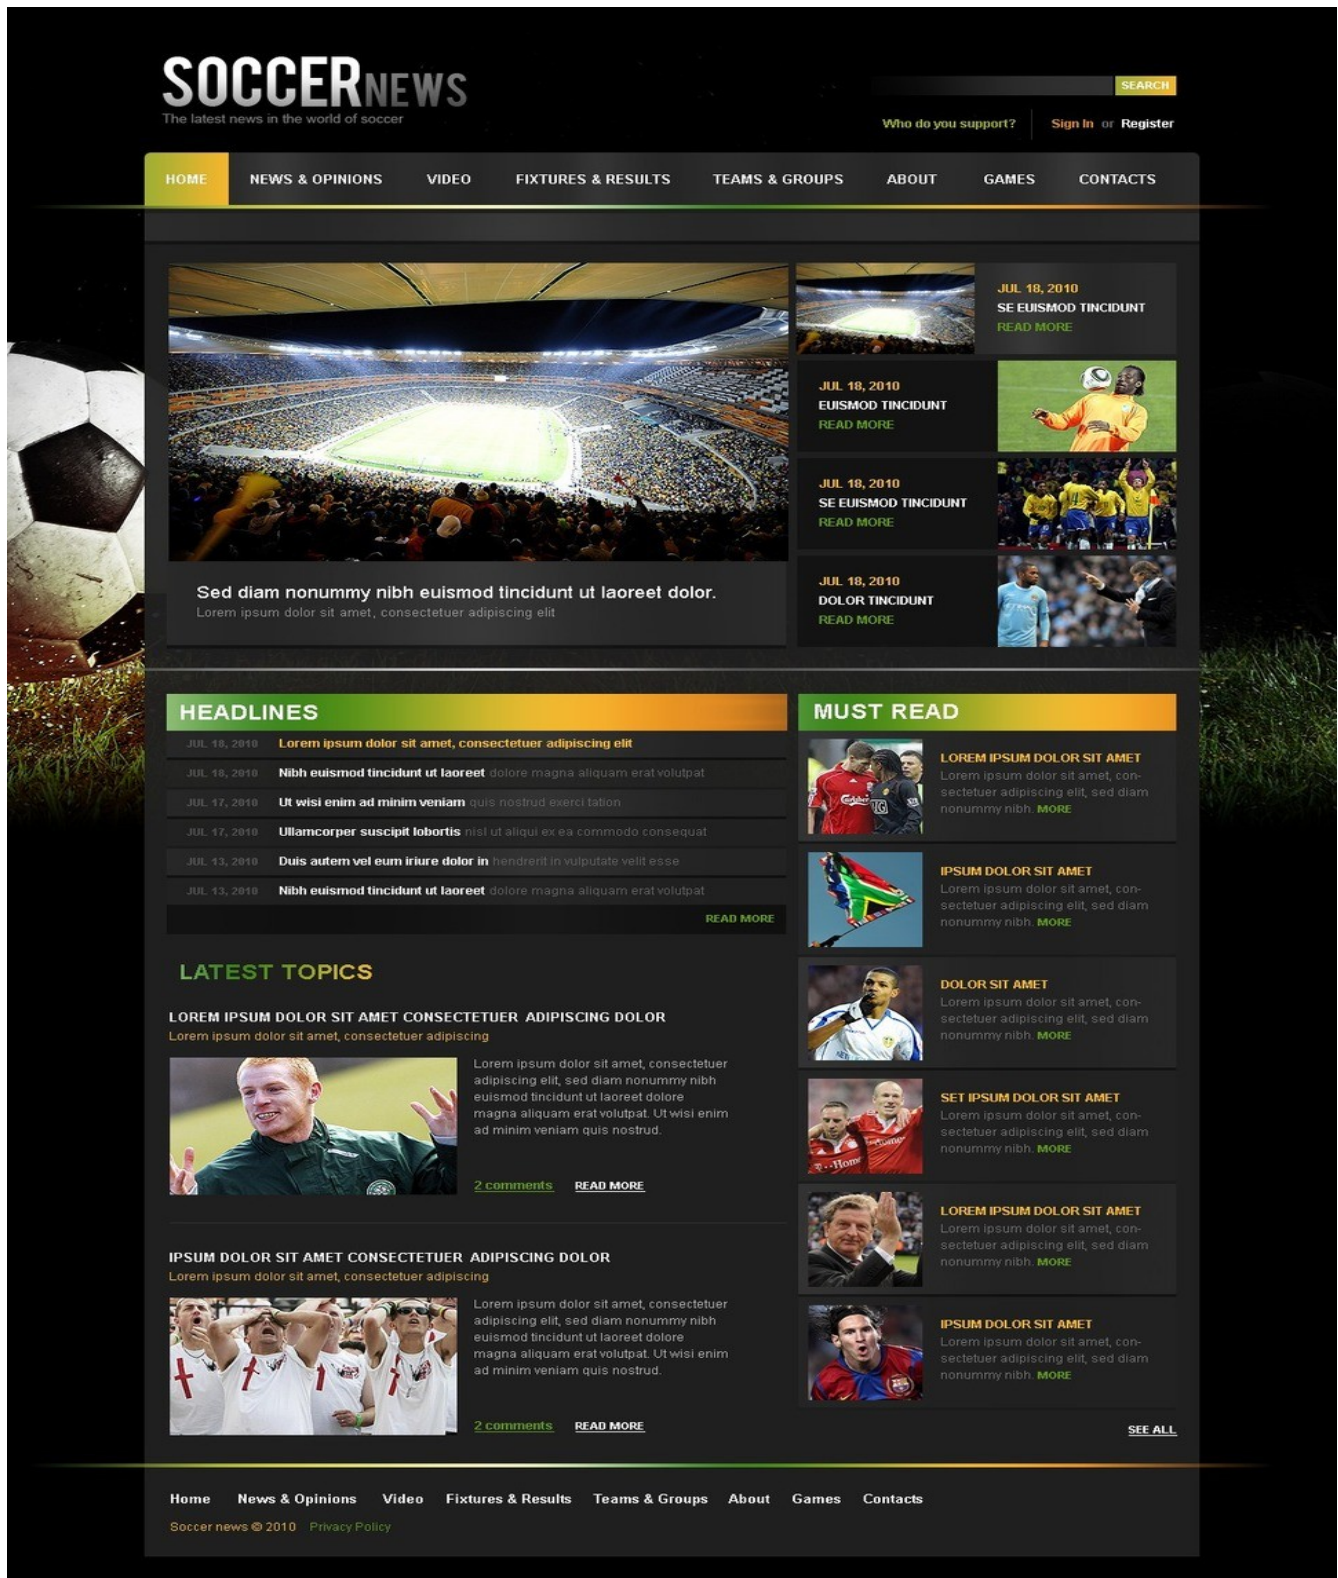 SOCCERNEWS
The latest news in the world of soccer
SEARCH
Who do you support?
Sign In or Register
HOME NEWS & OPINIONS VIDEO FIXTURES & RESULTS TEAMS & GROUPS ABOUT GAMES CONTACTS
JUL 18, 2010
SE EUISMOD TINCIDUNT
READ MORE
JUL 18, 2010
EUISMOD TINCIDUNT
READ MORE
JUL 18, 2010
SE EUISMOD TINCIDUNT
READ MORE
JUL 18, 2010
DOLOR TINCIDUNT
READ MORE
Sed diam nonummy nibh euismod tincidunt ut laoreet dolor.
Lorem ipsum dolor sit amet, consectetuer adipiscing elit
HEADLINES
JUL 18, 2010 Lorem ipsum dolor sit amet, consectetuer adipiscing elit
JUL 18, 2010 Nibh euismod tincidunt ut laoreet dolore magna aliquam erat volutpat
JUL 17, 2010 Ut wisi enim ad minim veniam quis nostrud exerci tation
JUL 17, 2010 Ullamcorper suscipit lobortis nisl ut aliqui ex ea commodo consequat
JUL 13, 2010 Duis autem vel eum iriure dolor in hendrerit in vulputate velit esse
JUL 13, 2010 Nibh euismod tincidunt ut laoreet dolore magna aliquam erat volutpat
READ MORE
LATEST TOPICS
LOREM IPSUM DOLOR SIT AMET CONSECTETUER ADIPISCING DOLOR
Lorem ipsum dolor sit amet, consectetuer adipiscing
Lorem ipsum dolor sit amet, consectetuer
adipiscing elit, sed diam nonummy nibh
euismod tincidunt ut laoreet dolore
magna aliquam erat volutpat. Ut wisi enim
ad minim veniam quis nostrud.
2 comments READ MORE
IPSUM DOLOR SIT AMET CONSECTETUER ADIPISCING DOLOR
Lorem ipsum dolor sit amet, consectetuer adipiscing
Lorem ipsum dolor sit amet, consectetuer
adipiscing elit, sed diam nonummy nibh
euismod tincidunt ut laoreet dolore
magna aliquam erat volutpat. Ut wisi enim
ad minim veniam quis nostrud.
2 comments READ MORE
MUST READ
Carlsberg
LOREM IPSUM DOLOR SIT AMET
Lorem ipsum dolor sit amet, con-
sectetuer adipiscing elit, sed diam
nonummy nibh. MORE
IPSUM DOLOR SIT AMET
Lorem ipsum dolor sit amet, con-
sectetuer adipiscing elit, sed diam
nonummy nibh. MORE
DOLOR SIT AMET
Lorem ipsum dolor sit amet, con-
sectetuer adipiscing elit, sed diam
nonummy nibh. MORE
SET IPSUM DOLOR SIT AMET
Lorem ipsum dolor sit amet, con-
sectetuer adipiscing elit, sed diam
nonummy nibh. MORE
LOREM IPSUM DOLOR SIT AMET
Lorem ipsum dolor sit amet, con-
sectetuer adipiscing elit, sed diam
nonummy nibh. MORE
IPSUM DOLOR SIT AMET
Lorem ipsum dolor sit amet, con-
sectetuer adipiscing elit, sed diam
nonummy nibh. MORE
SEE ALL
Home News & Opinions Video Fixtures & Results Teams & Groups About Games Contacts
Soccer news © 2010 Privacy Policy